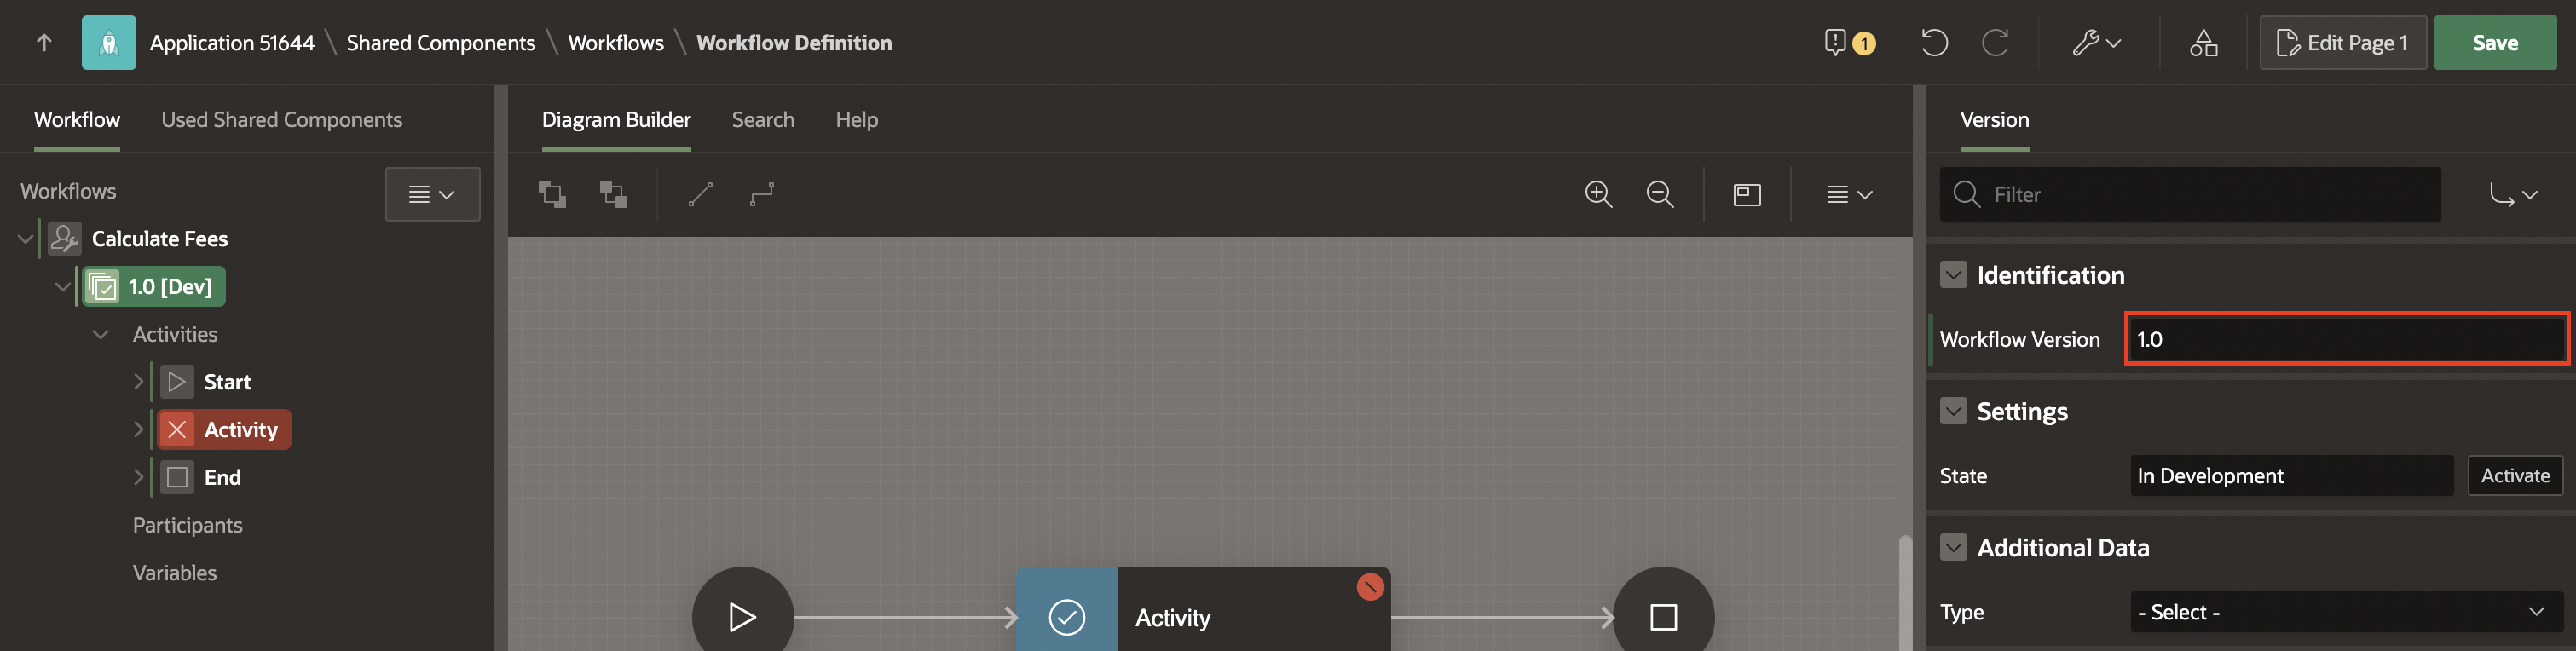 Application 51644 \ Shared Components \ Workflows \ Workflow Definition
1
Edit Page 1
Save
Workflow
Used Shared Components
Workflows
Calculate Fees
1.0 [Dev]
Activities
Start
Activity
End
Participants
Variables
Diagram Builder
Search
Help
Activity
Version
Filter
Identification
Workflow Version
1.0
Settings
State
In Development
Activate
Additional Data
Type
- Select -